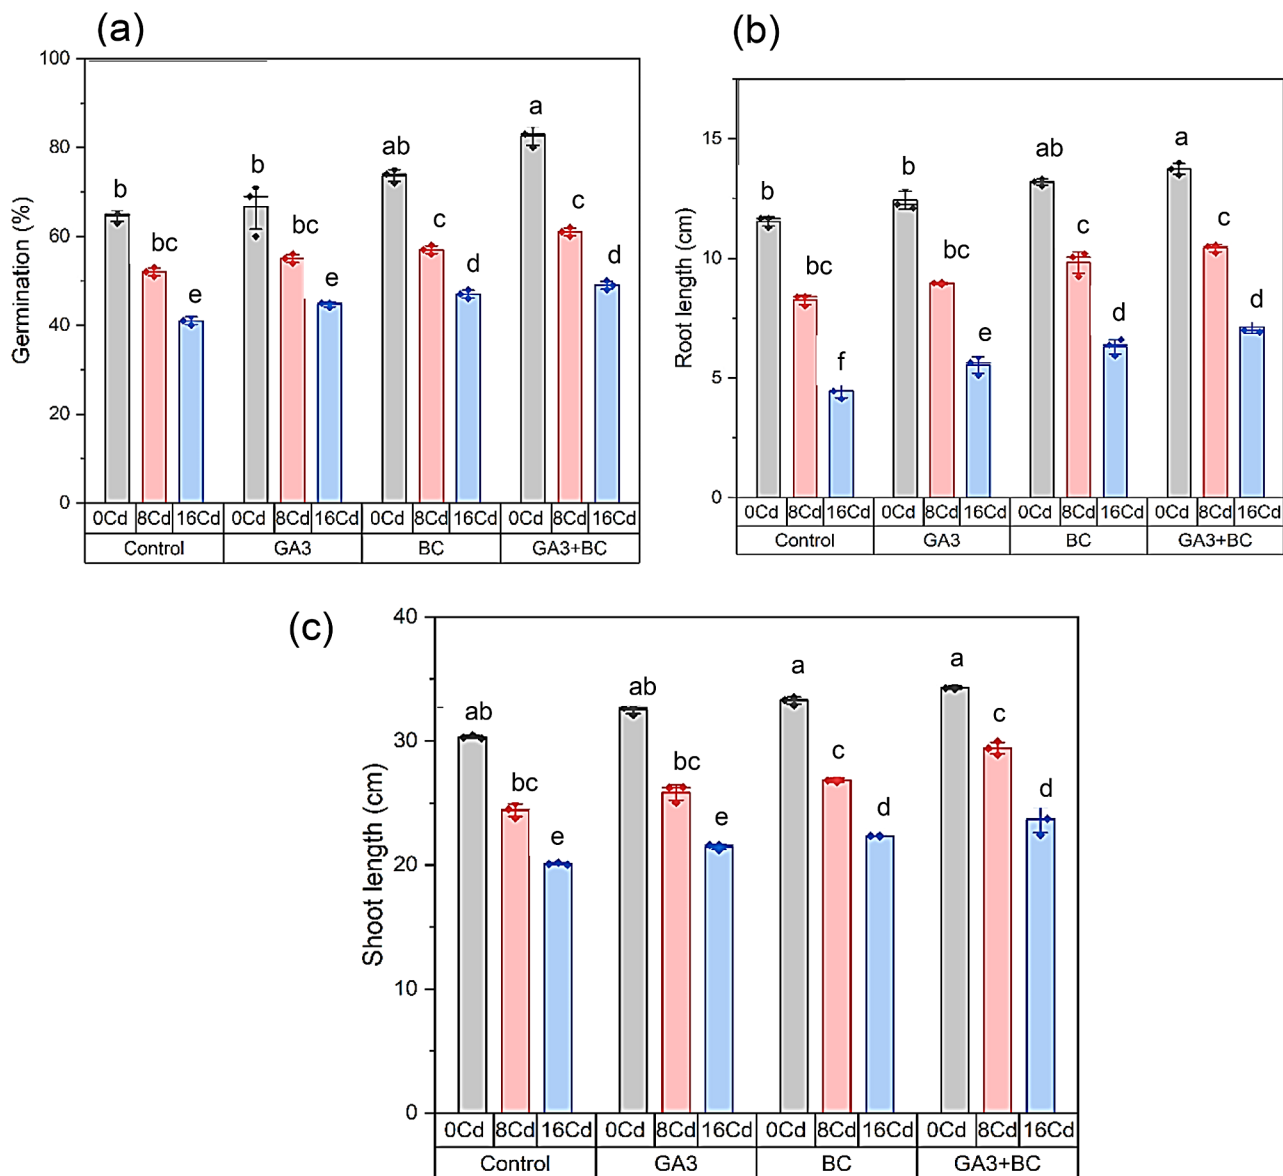 (a)
100
80
60
40
20
0
Germination (%)
b
bc
e
b
bc
e
ab
c
d
a
c
d
0Cd 8Cd 16Cd 0Cd 8Cd 16Cd 0Cd 8Cd 16Cd 0Cd 8Cd 16Cd
Control GA3 BC GA3+BC
(b)
15
10
5
0
Root length (cm)
b
bc
f
b
bc
e
ab
c
d
a
c
d
0Cd 8Cd 16Cd 0Cd 8Cd 16Cd 0Cd 8Cd 16Cd 0Cd 8Cd 16Cd
Control GA3 BC GA3+BC
(c)
40
30
20
10
0
Shoot length (cm)
ab
bc
e
ab
bc
e
a
c
d
a
c
d
0Cd 8Cd 16Cd 0Cd 8Cd 16Cd 0Cd 8Cd 16Cd 0Cd 8Cd 16Cd
Control GA3 BC GA3+BC